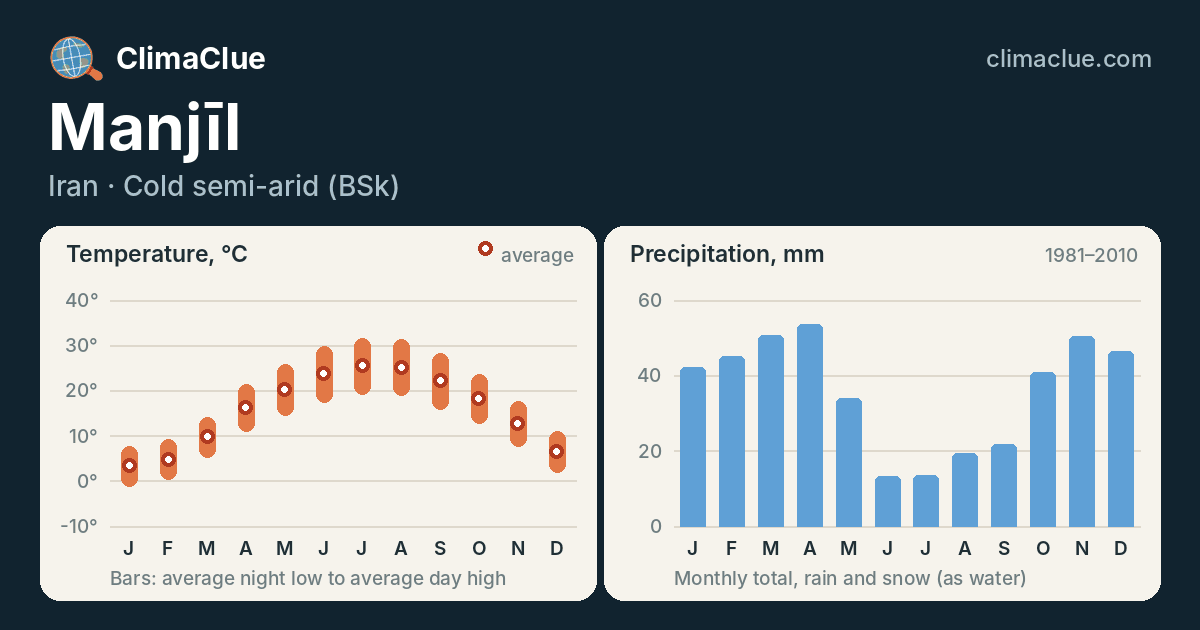 ClimaClue
climaclue.com
Manjīl
Iran · Cold semi-arid (BSk)
Temperature, °C
average
40°
30°
20°
10°
0°
-10°
J F M A M J J A S O N D
Bars: average night low to average day high
Precipitation, mm
1981–2010
60
40
20
0
J F M A M J J A S O N D
Monthly total, rain and snow (as water)